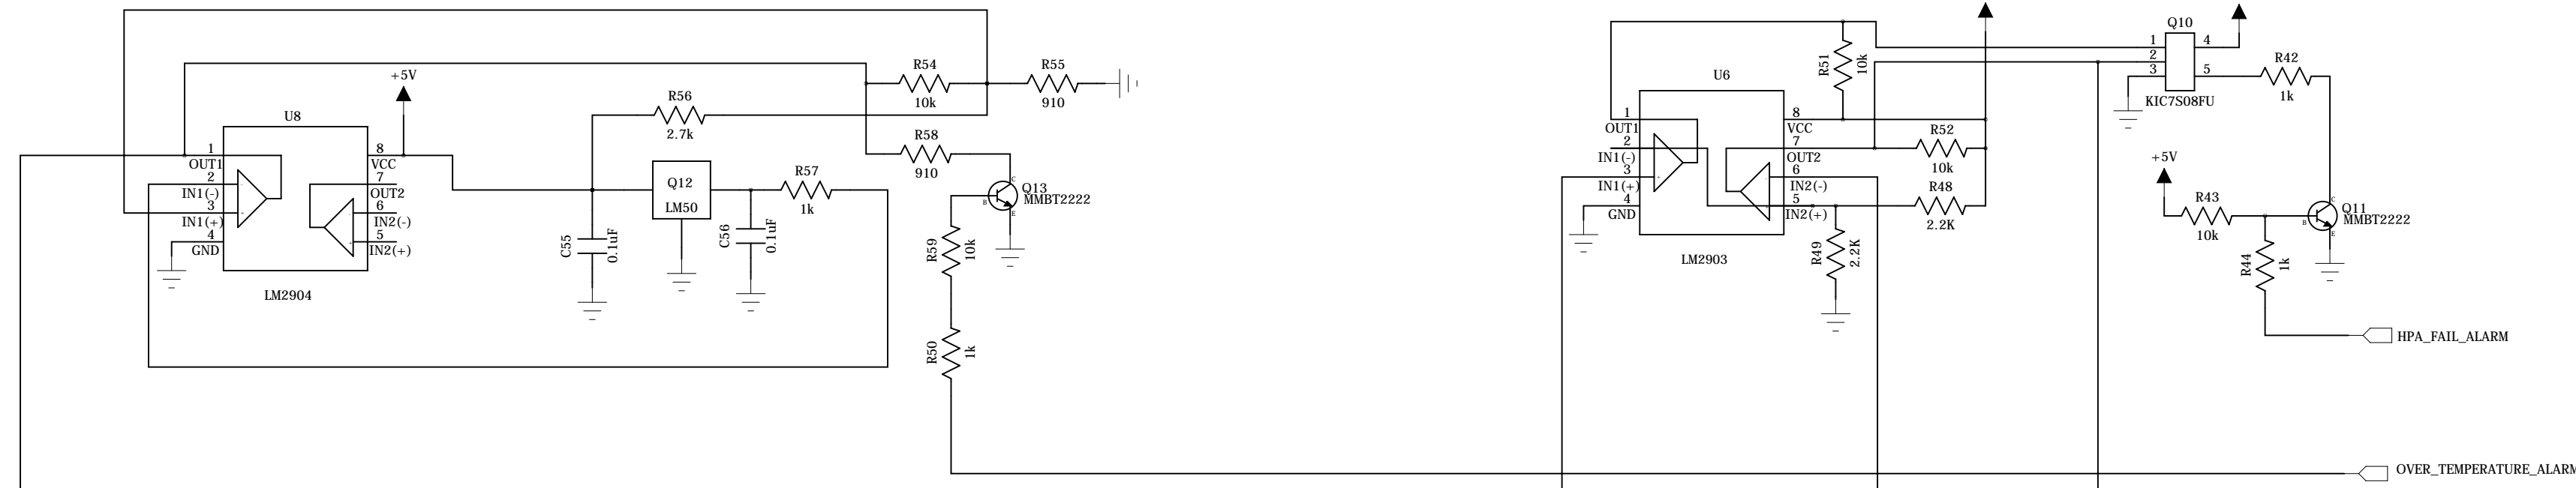 U8
LM2904
1
OUT1
2
IN1(-)
3
IN1(+)
4
GND
8
VCC
7
OUT2
6
IN2(-)
5
IN2(+)
+5V
R56
2.7k
Q12
LM50
C55
0.1uF
C56
0.1uF
R57
1k
R54
10k
R55
910
R58
910
Q13
MMBT2222
C
B
E
R59
10k
R50
1k
U6
LM2903
1
OUT1
2
IN1(-)
3
IN1(+)
4
GND
8
VCC
7
OUT2
6
IN2(-)
5
IN2(+)
R51
10k
R52
10k
R48
2.2K
R49
2.2K
Q10
1
2
3
4
5
KIC7S08FU
R42
1k
+5V
R43
10k
R44
1k
Q11
MMBT2222
C
B
E
HPA_FAIL_ALARM
OVER_TEMPERATURE_ALARM